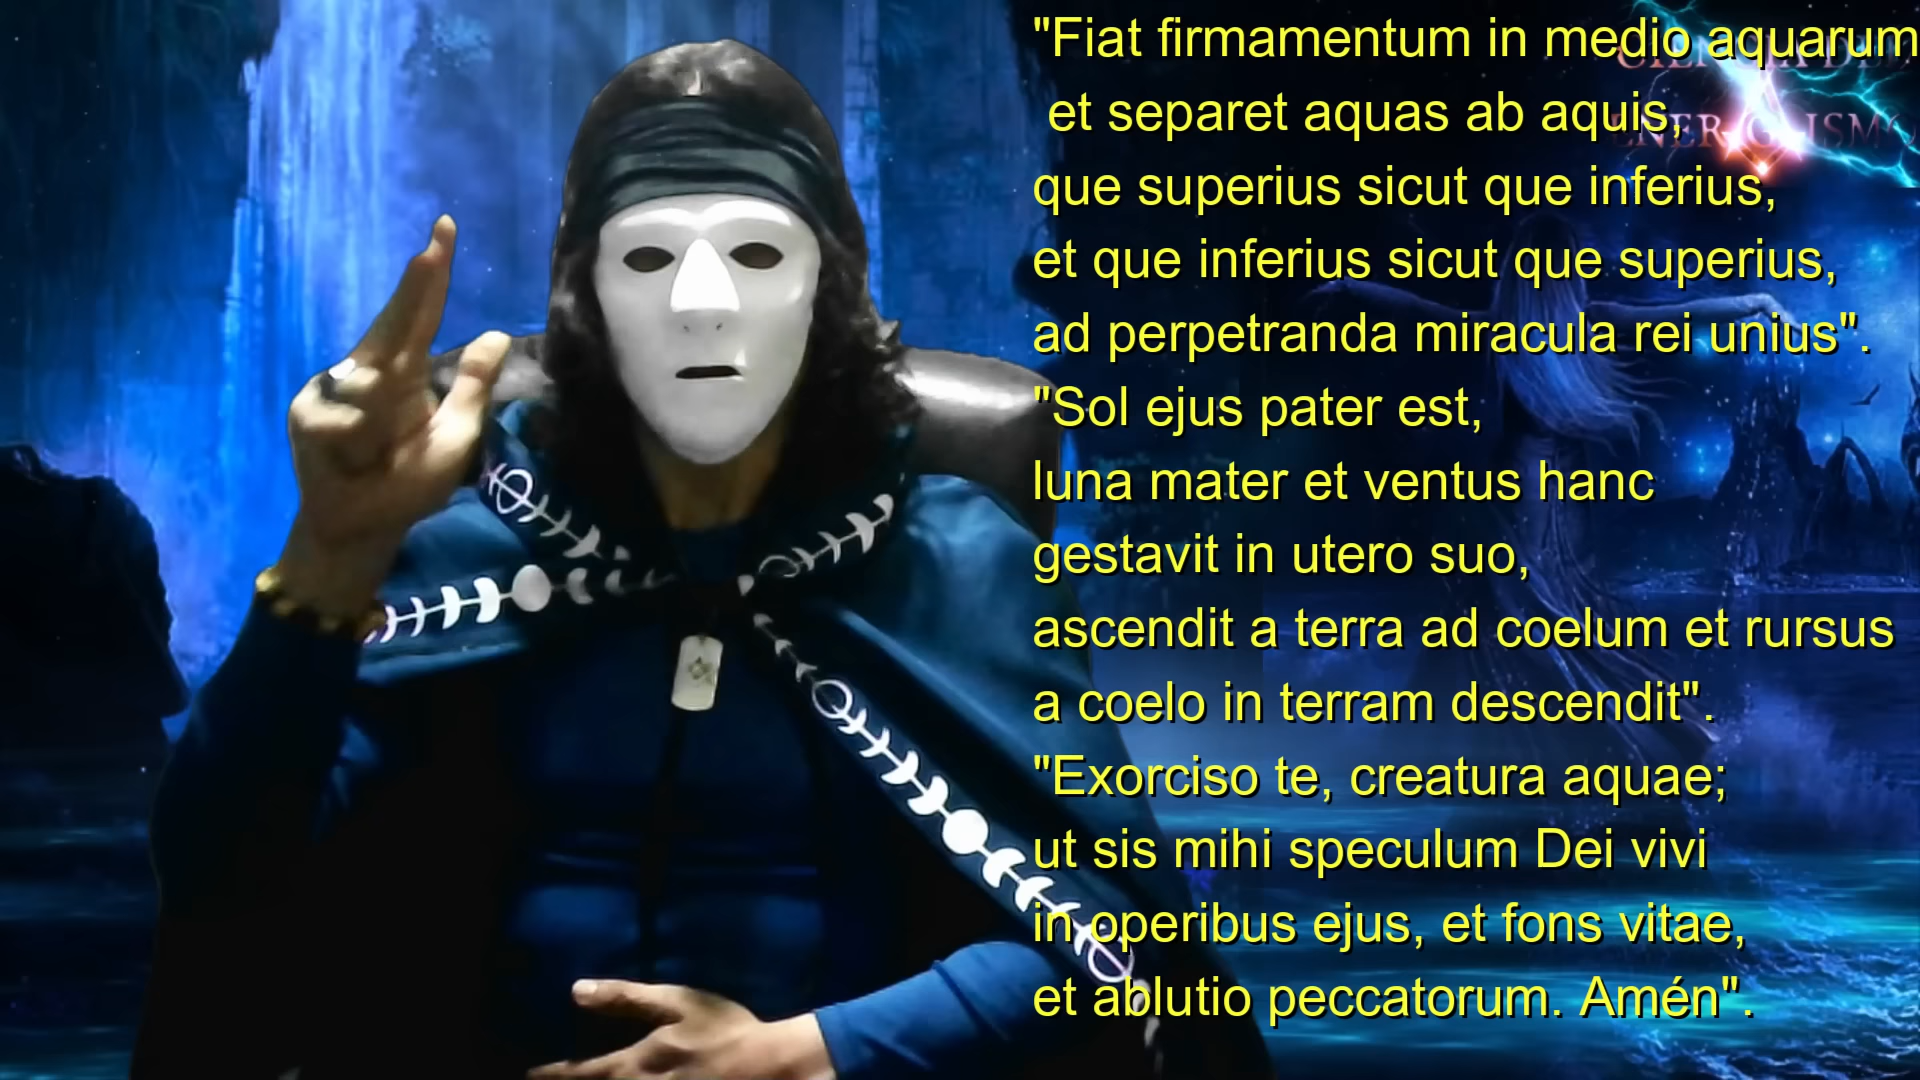 "Fiat firmamentum in medio aquarum
et separet aquas ab aquis,
que superius sicut que inferius,
et que inferius sicut que superius,
ad perpetranda miracula rei unius".
"Sol ejus pater est,
luna mater et ventus hanc
gestavit in utero suo,
ascendit a terra ad coelum et rursus
a coelo in terram descendit".
"Exorciso te, creatura aquae;
ut sis mihi speculum Dei vivi
in operibus ejus, et fons vitae,
et ablutio peccatorum. Amén".